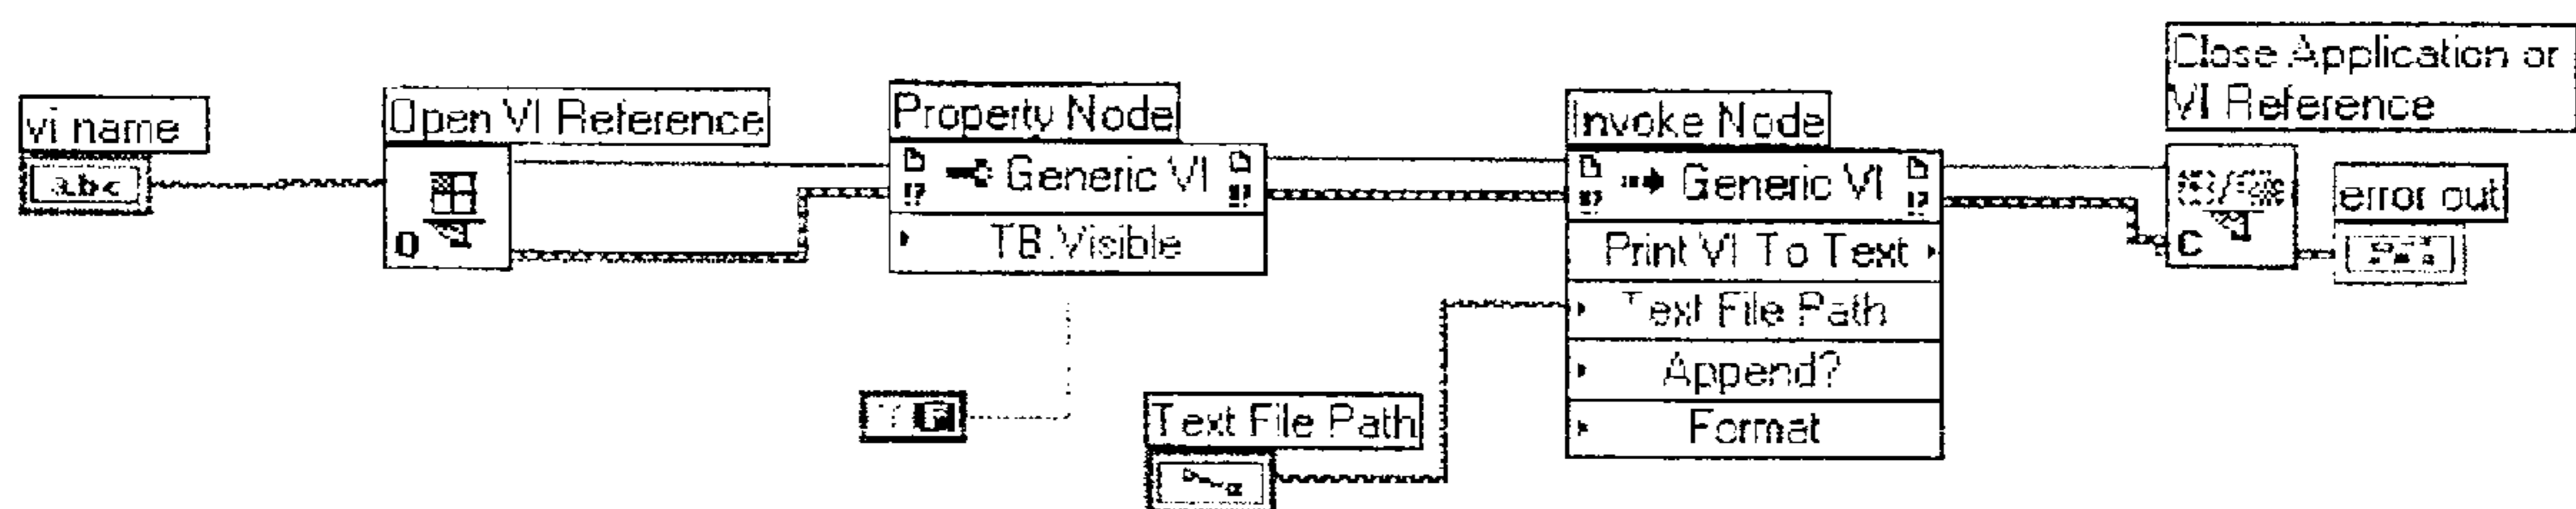 vi name
abc
Open VI Reference
O
Property Node
!? Generic VI !?
TB.Visible
F
Text File Path
Invoke Node
!? Generic VI !?
Print VI To Text
Text File Path
Append?
Format
Close Application or
VI Reference
C
error out